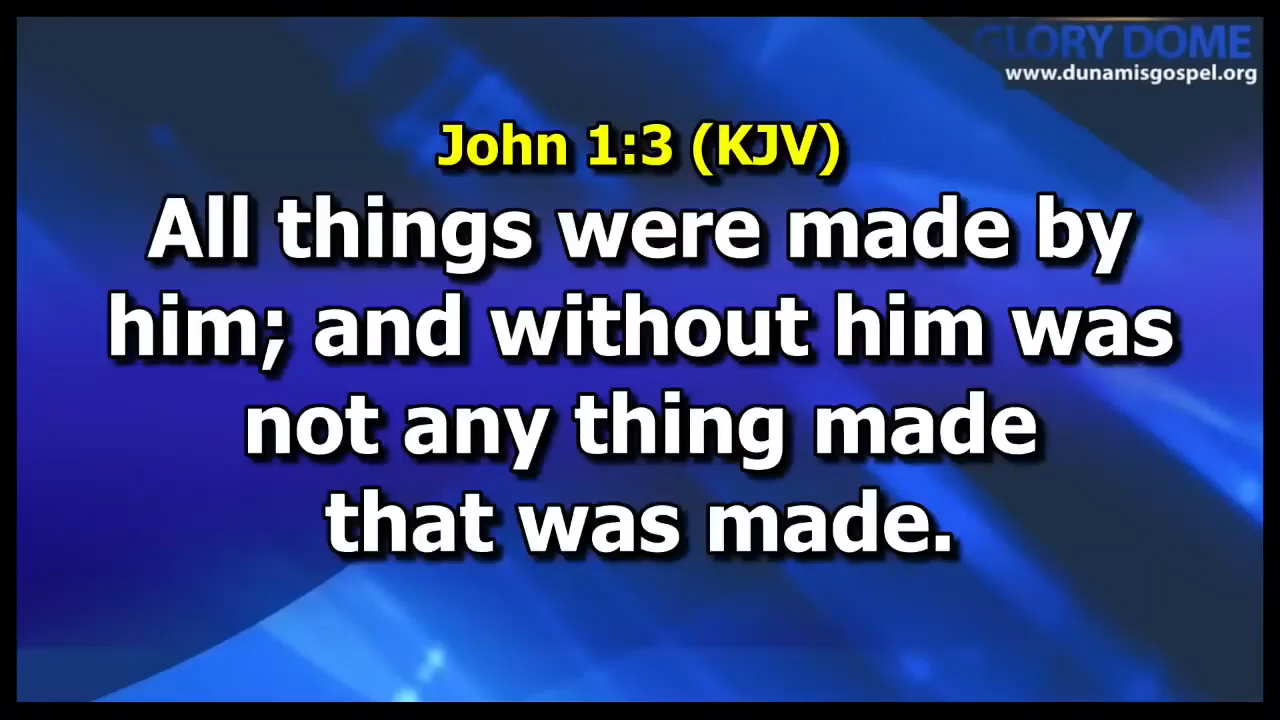 GLORY DOME
www.dunamisgospel.org
John 1:3 (KJV)
All things were made by
him; and without him was
not any thing made
that was made.